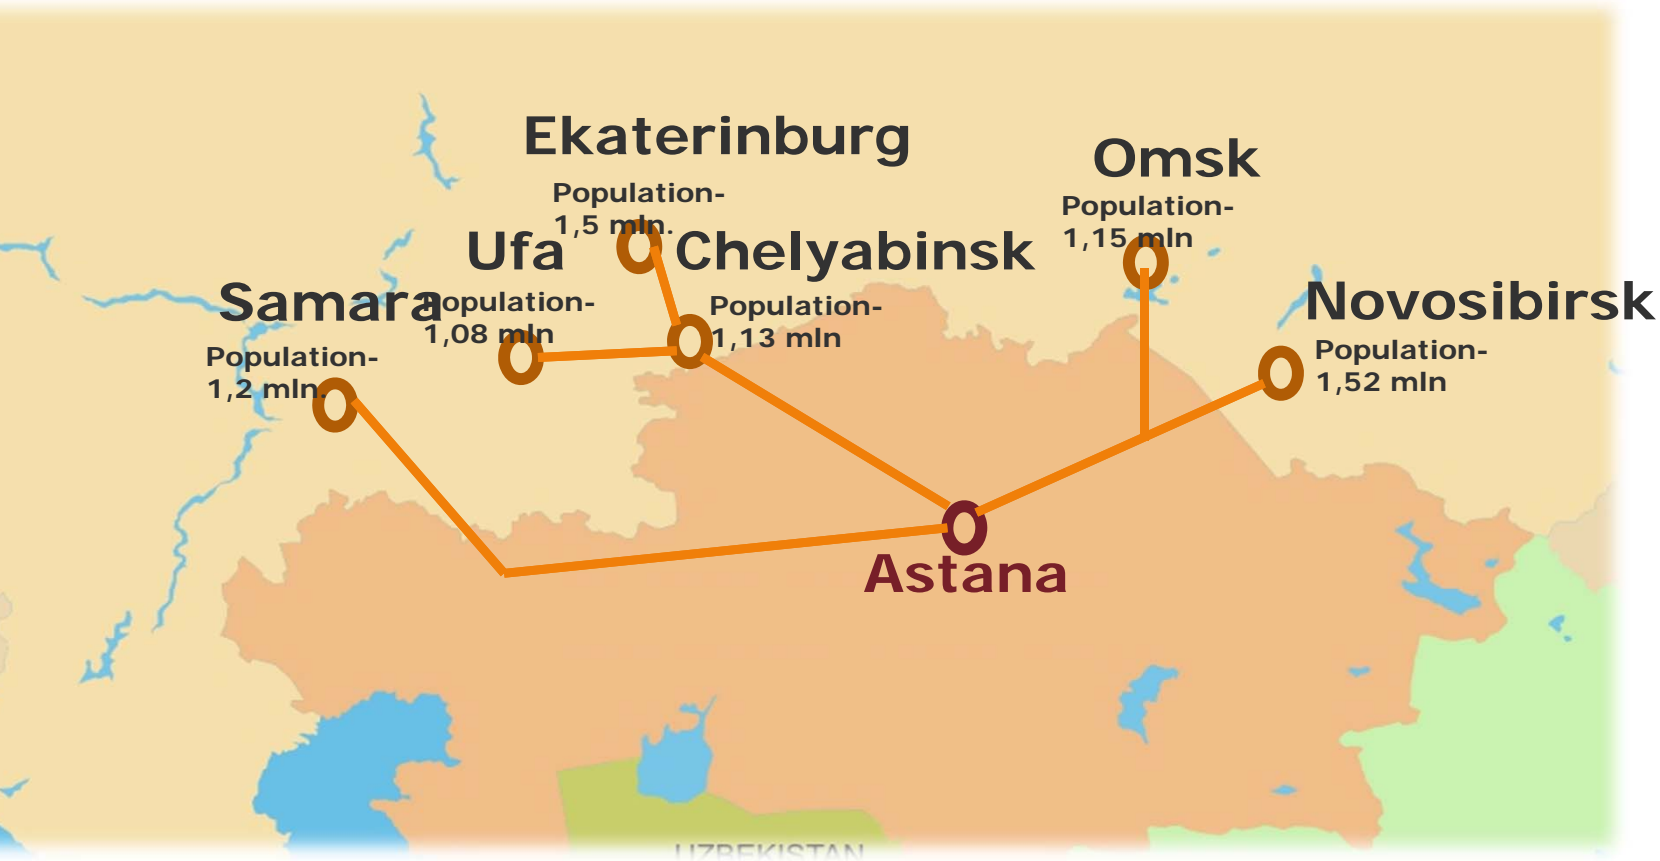 Ekaterinburg
Population-
1,5 mln.
Omsk
Population-
1,15 mln
Ufa
Population-
1,08 mln
Chelyabinsk
Population-
1,13 mln
Samara
Population-
1,2 mln.
Novosibirsk
Population-
1,52 mln
Astana
UZBEKISTAN